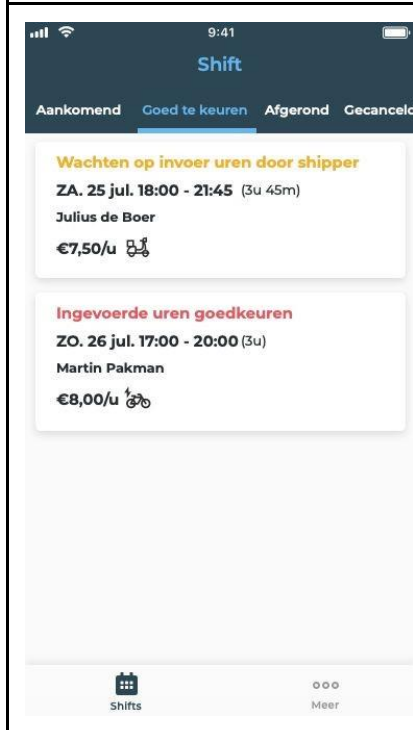 9:41
Shift
Aankomend Goed te keuren Afgerond Gecanceld
Wachten op invoer uren door shipper
ZA. 25 jul. 18:00 - 21:45 (3u 45m)
Julius de Boer
€7,50/u
Ingevoerde uren goedkeuren
ZO. 26 jul. 17:00 - 20:00 (3u)
Martin Pakman
€8,00/u
Shifts Meer